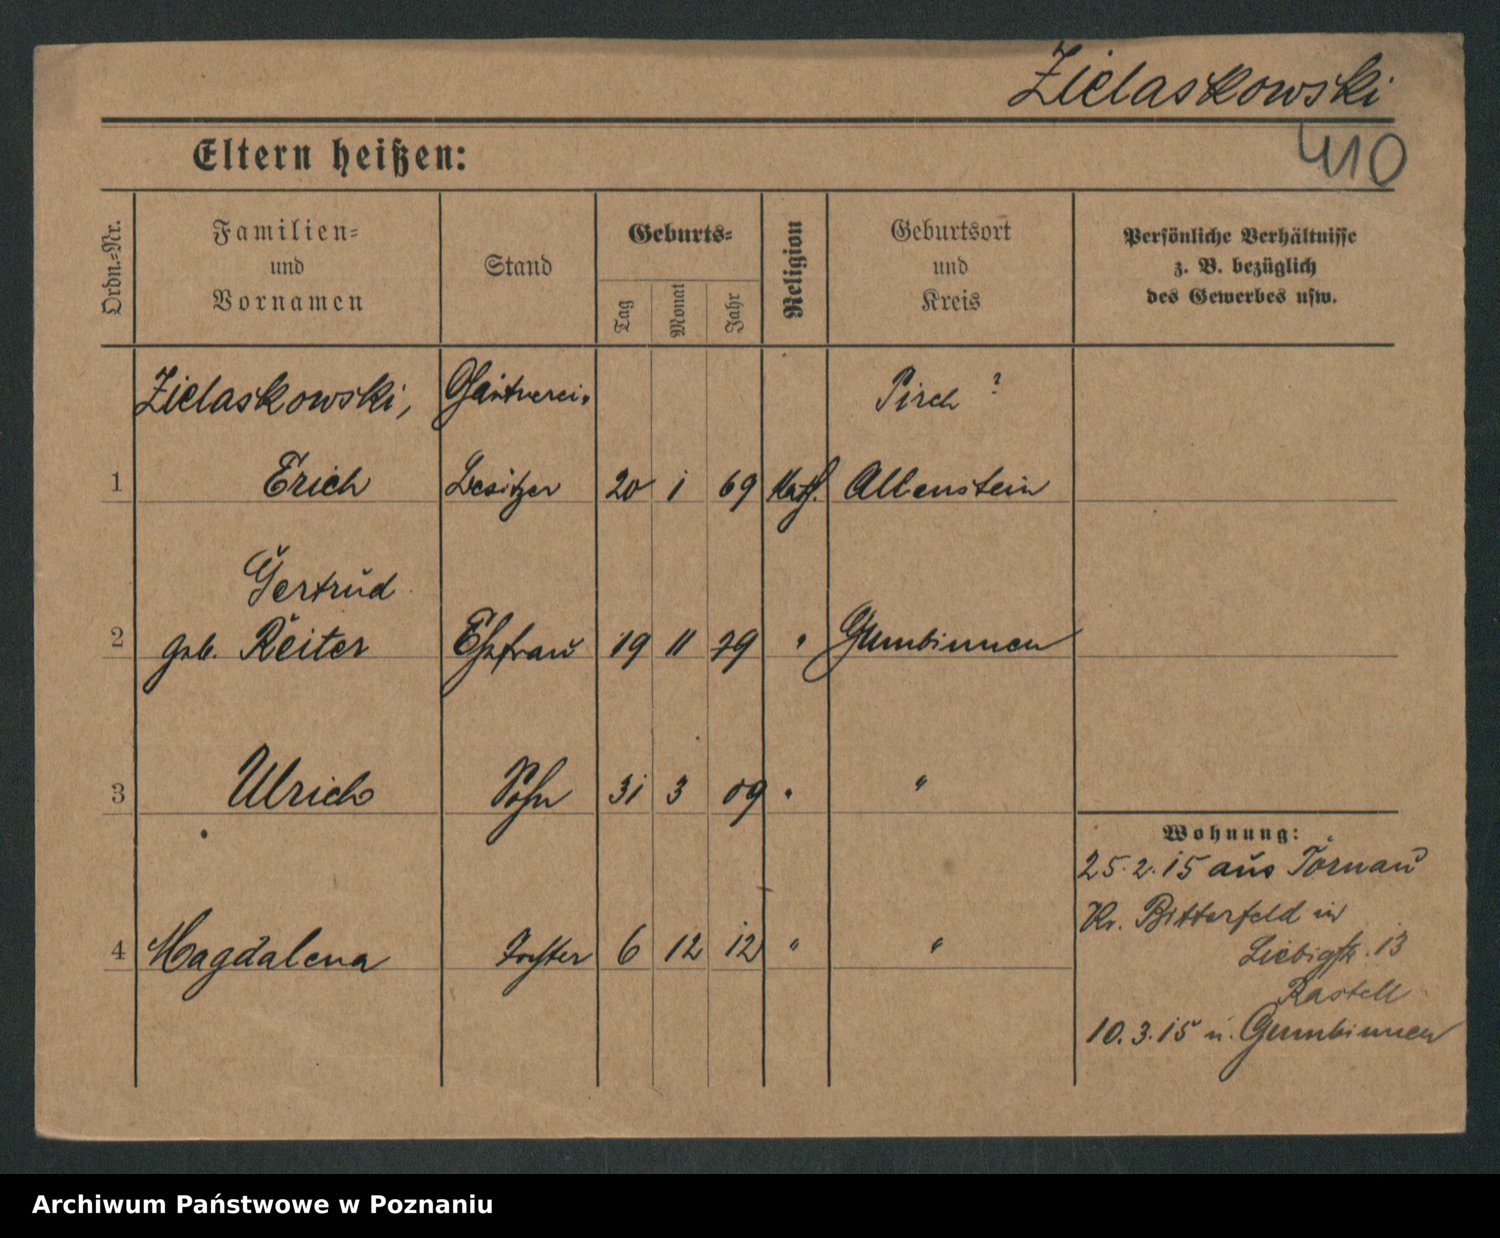 Zielaskowski
410
Eltern heißen:
Ordn.=Nr.
Familien=
und
Vornamen
Stand
Geburts=
Tag
Monat
Jahr
Religion
Geburtsort
und
Kreis
Persönliche Verhältnisse
z. B. bezüglich
des Gewerbes usw.
Zielaskowski, Gärtnerei. ?
1 Erich Besitzer 20 1 69 Kath. Allenstein
Gertrud
2 geb. Reiter Ehefrau 19 11 79 " Gumbinnen
3 Ulrich Sohn 31 3 09 " "
4 Magdalena Tochter 6 12 12 " "
Wohnung:
25.2.15 aus Tornau
Kr. Bitterfeld in
Liebigstr. 13
Rastell
10.3.15 n. Gumbinnen
Archiwum Państwowe w Poznaniu